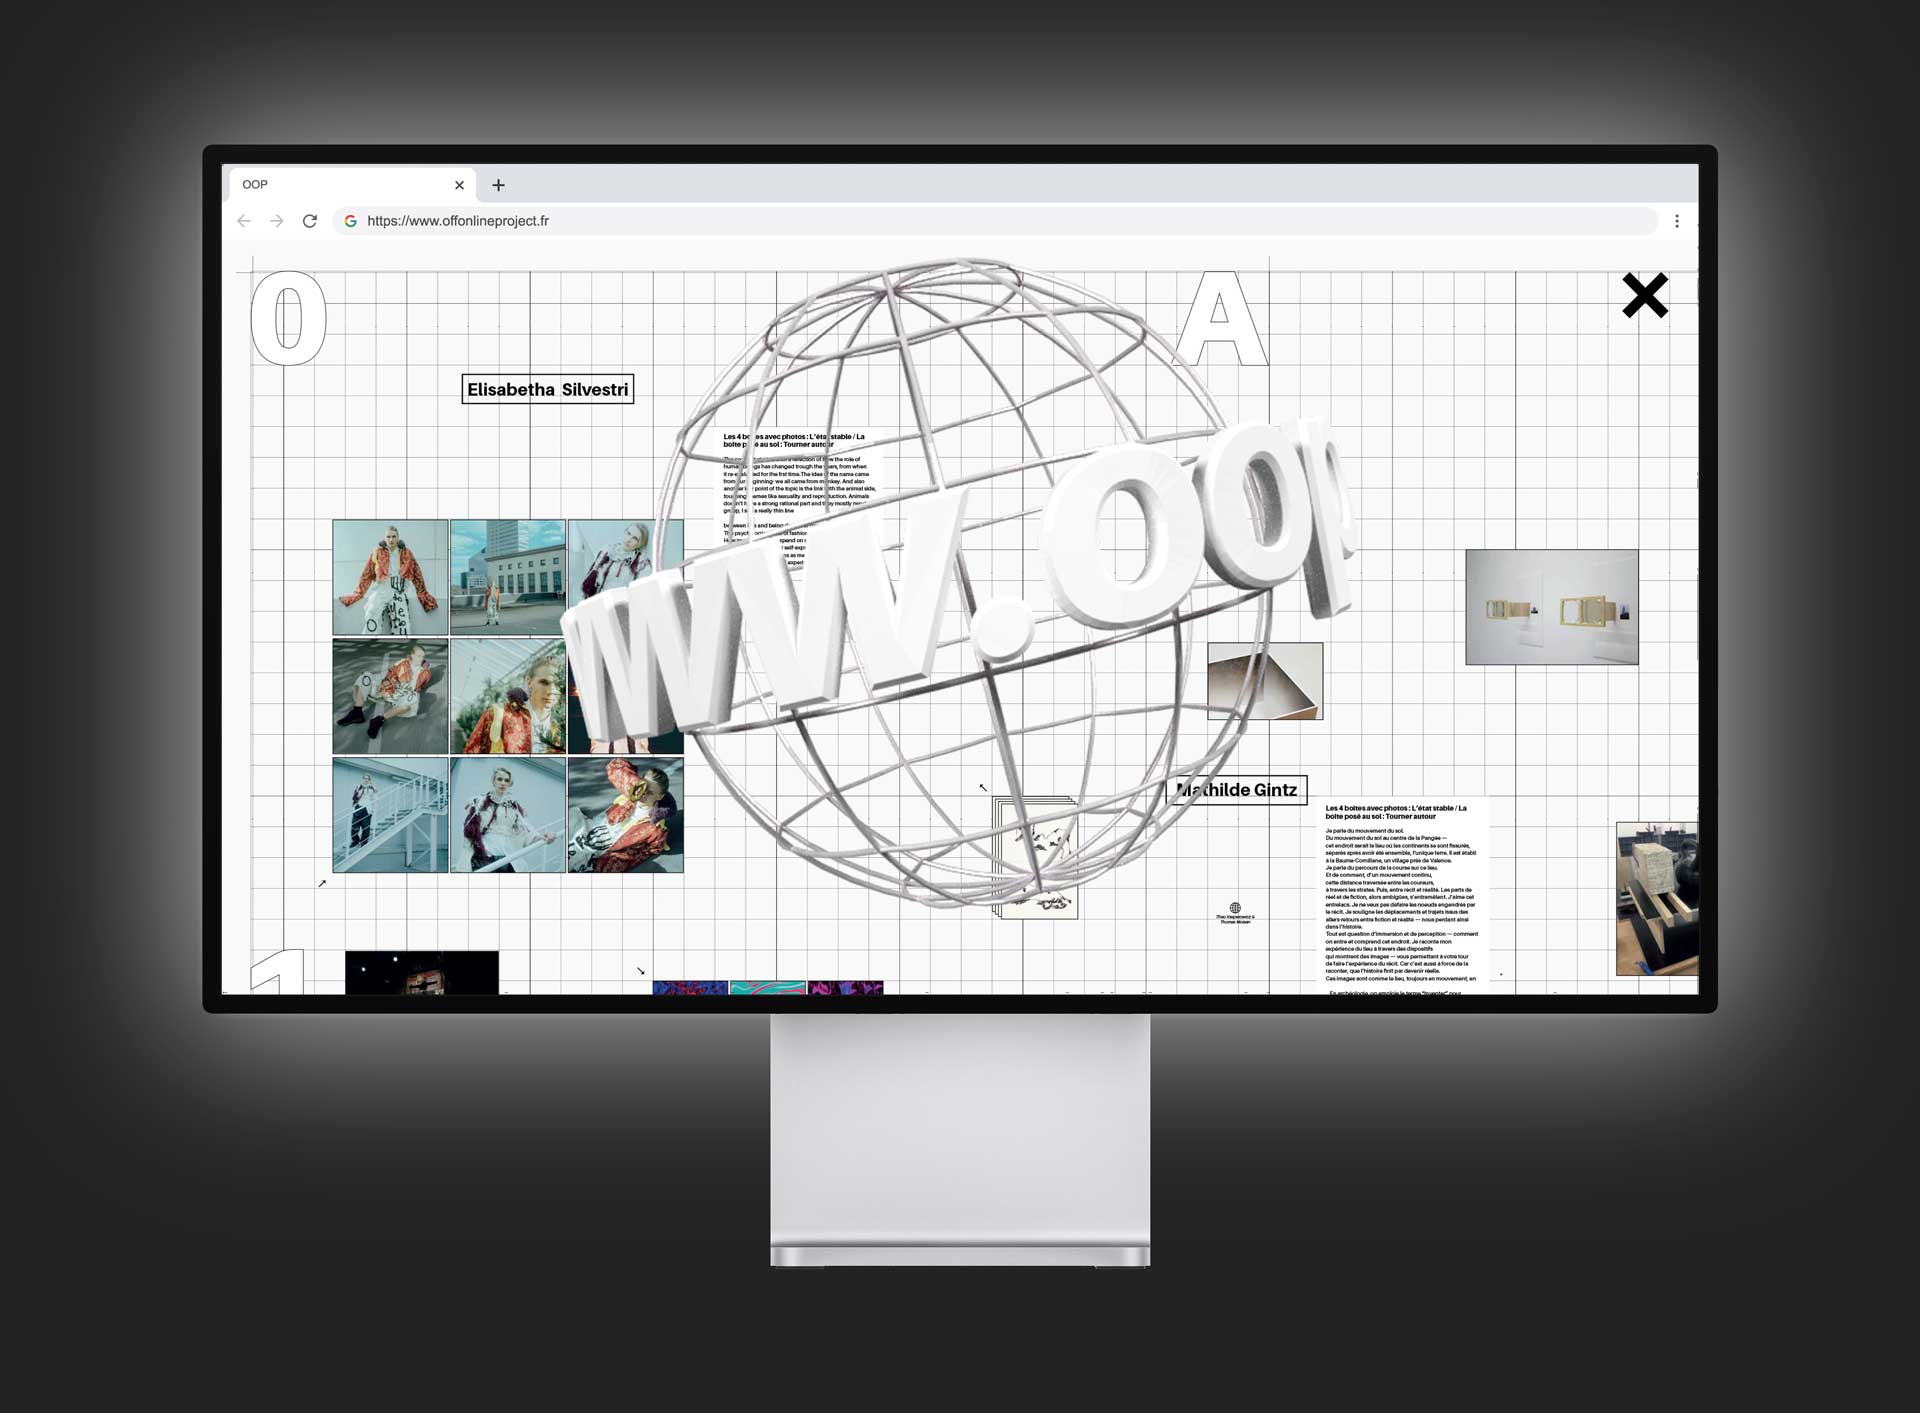 OOP
https://www.offonlineproject.fr
0
A
Elisabetha Silvestri
Les 4 boîtes avec photos : L'état stable / La
boîte posé au sol : Tourner autour
www.oop
Mathilde Gintz
Les 4 boîtes avec photos : L'état stable / La
boîte posé au sol : Tourner autour
Je parle du mouvement du sol.
Du mouvement du sol au centre de la Pangée —
cet endroit serait le lieu où les continents se sont fissurés,
séparés après avoir été ensemble, l'unique terre. Il est établi
à la Baume-Cornillane, un village près de Valence.
Je parle du parcours de la course sur ce lieu.
Et de comment, d'un mouvement continu,
cette distance traversée entre les coureurs,
à travers les strates. Puis, entre récit et réalité. Les parts de
réel et de fiction, alors ambigües, s'entremêlent. J'aime cet
entrelacs. Je ne veux pas défaire les noeuds engendrés par
le récit. Je souligne les déplacements et trajets issus des
allers retours entre fiction et réalité — nous perdant ainsi
dans l'histoire.
Tout est question d'immersion et de perception — comment
on entre et comprend cet endroit. Je raconte mon
expérience du lieu à travers des dispositifs
qui montrent des images — vous permettant à votre tour
de faire l'expérience du récit. Car c'est aussi à force de la
raconter, que l'histoire finit par devenir réelle.
Ces images sont comme le lieu, toujours en mouvement, en
1